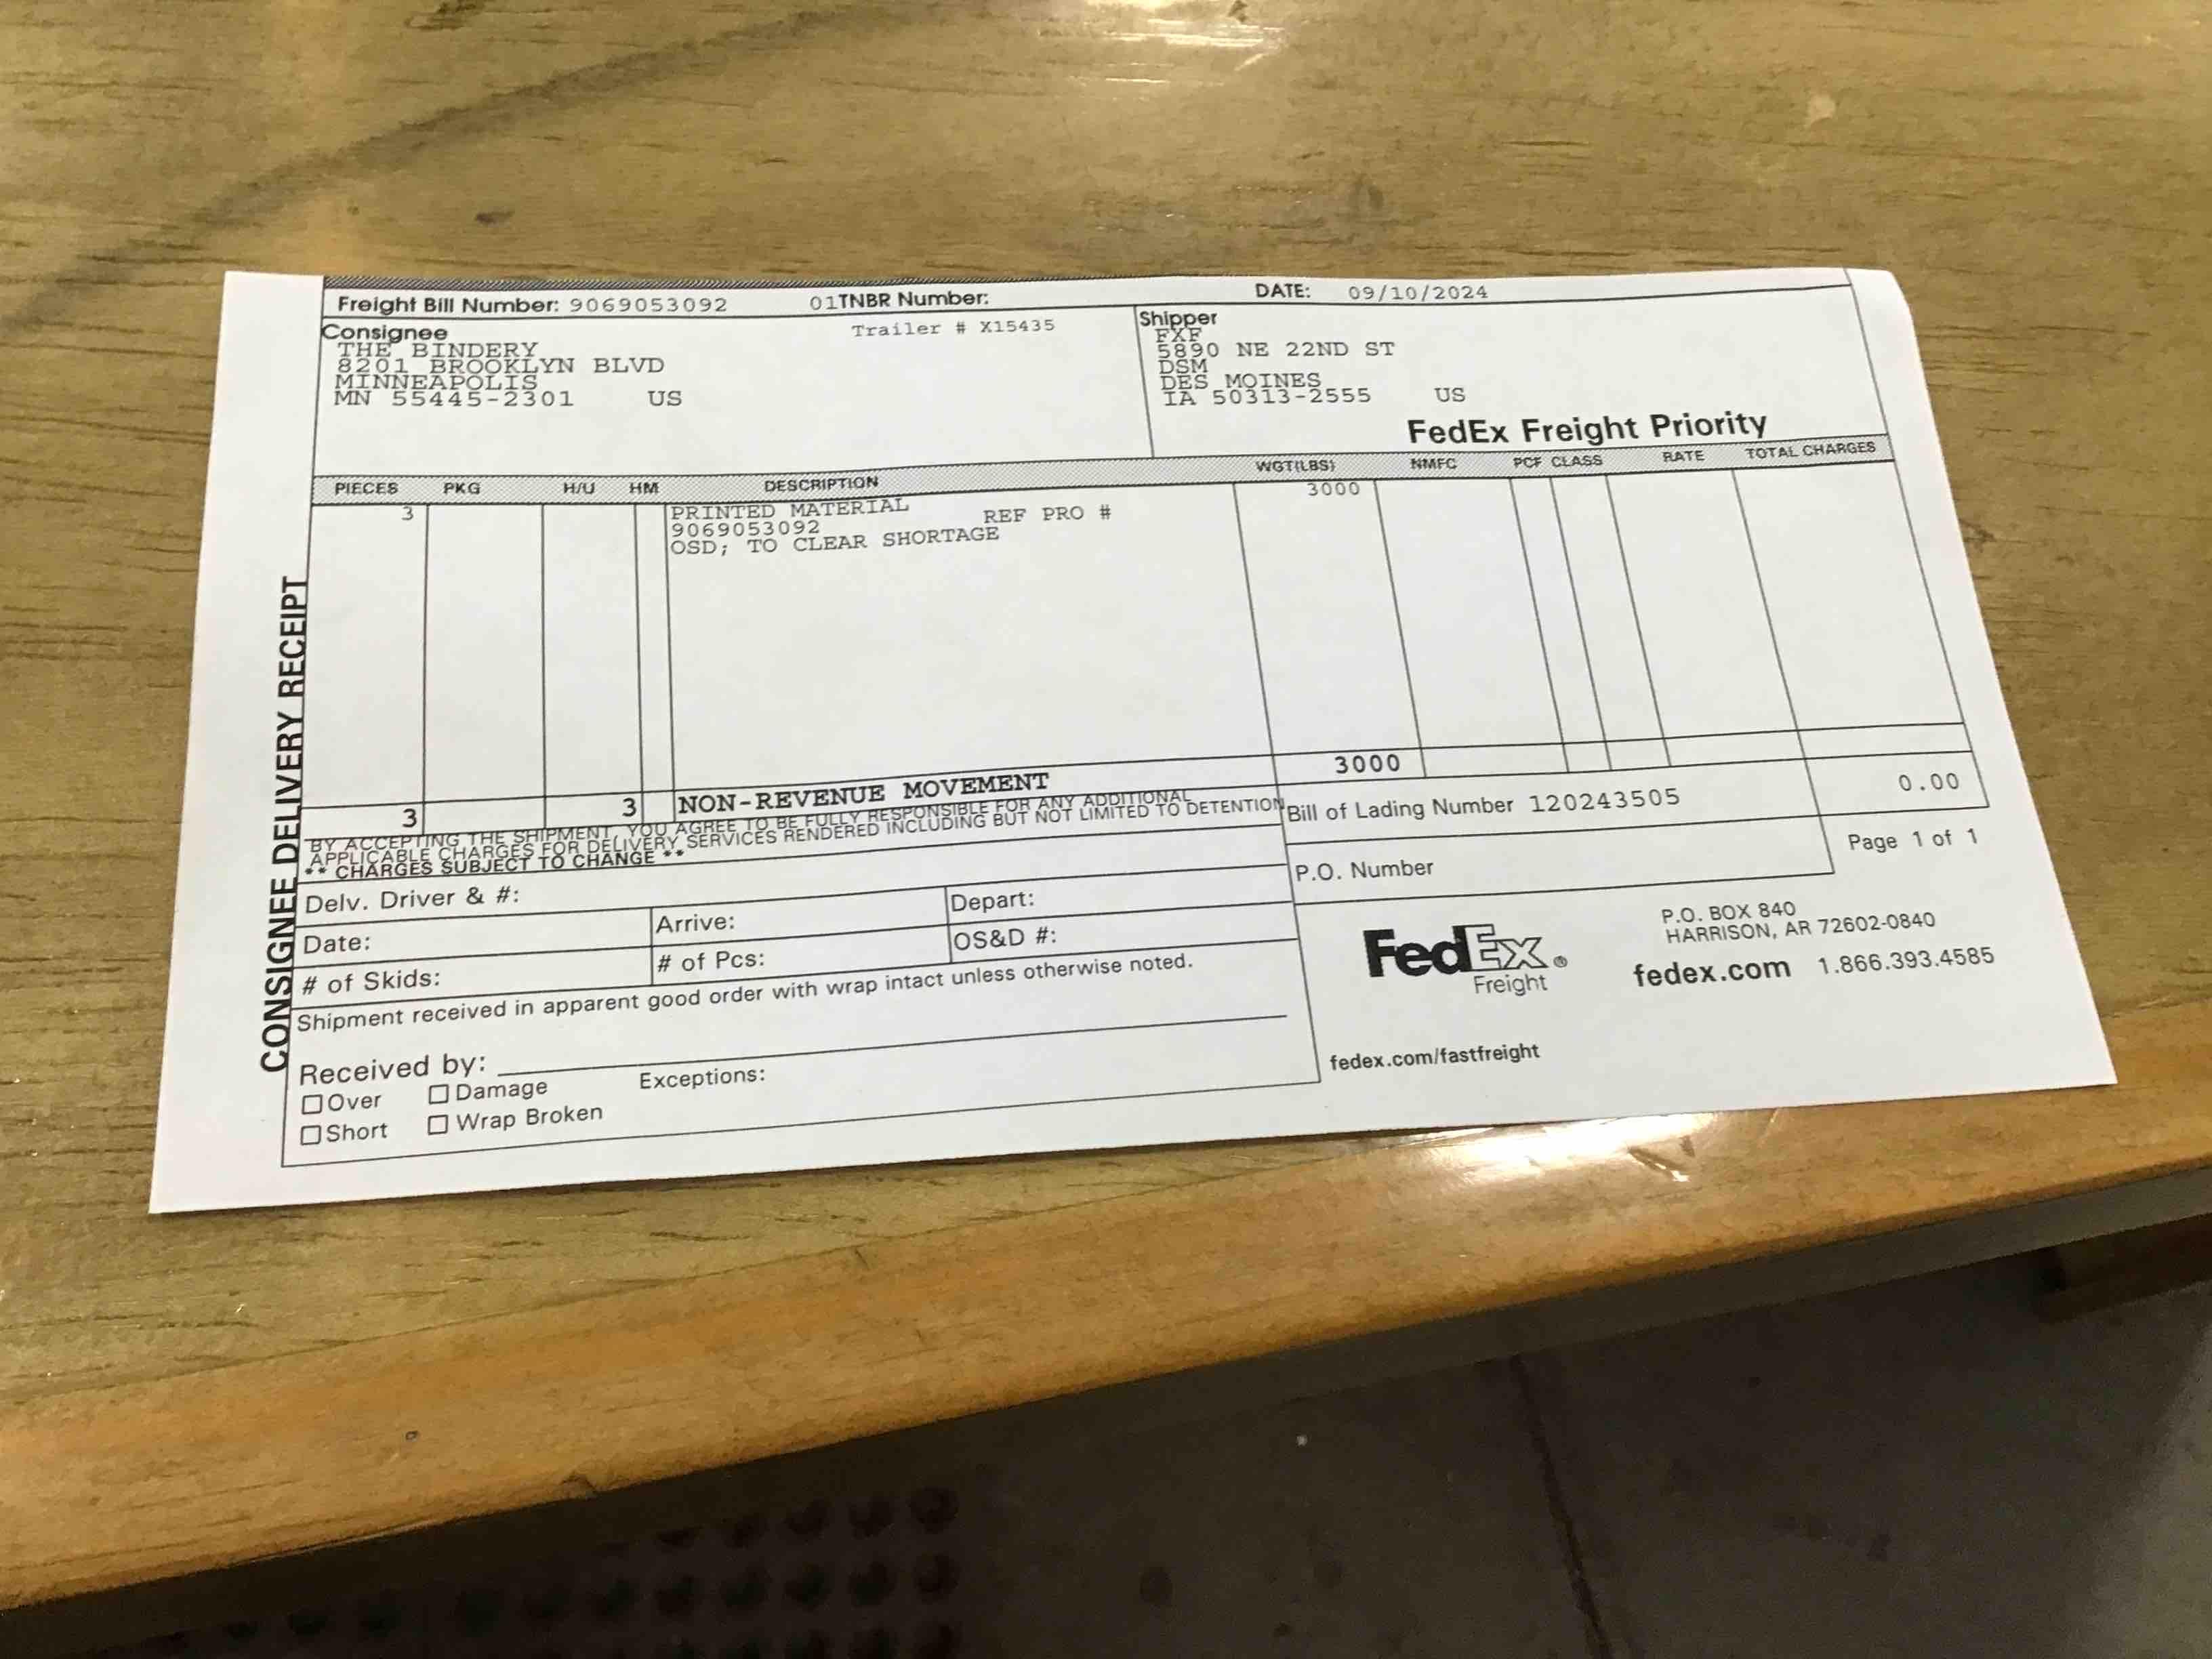 Freight Bill Number: 9069053092 01TNBR Number: DATE: 09/10/2024
Consignee
Trailer # X15435
THE BINDERY
8201 BROOKLYN BLVD
MINNEAPOLIS
MN 55445-2301 US
Shipper
FXF
5890 NE 22ND ST
DSM
DES MOINES
IA 50313-2555 US
FedEx Freight Priority
PIECES PKG H/U HM DESCRIPTION WGT(LBS) NMFC PCF CLASS RATE TOTAL CHARGES
3 PRINTED MATERIAL 3000
9069053092 REF PRO #
OSD; TO CLEAR SHORTAGE
3 3 NON-REVENUE MOVEMENT 3000
BY ACCEPTING THE SHIPMENT, YOU AGREE TO BE FULLY RESPONSIBLE FOR ANY ADDITIONAL
APPLICABLE CHARGES FOR DELIVERY SERVICES RENDERED INCLUDING BUT NOT LIMITED TO DETENTION
** CHARGES SUBJECT TO CHANGE **
Bill of Lading Number 120243505 0.00
P.O. Number
Page 1 of 1
Delv. Driver & #:
Date: Arrive: Depart:
# of Skids: # of Pcs: OS&D #:
Shipment received in apparent good order with wrap intact unless otherwise noted.
Received by:
Over Damage Exceptions:
Short Wrap Broken
CONSIGNEE DELIVERY RECEIPT
FedEx®
Freight
P.O. BOX 840
HARRISON, AR 72602-0840
fedex.com 1.866.393.4585
fedex.com/fastfreight